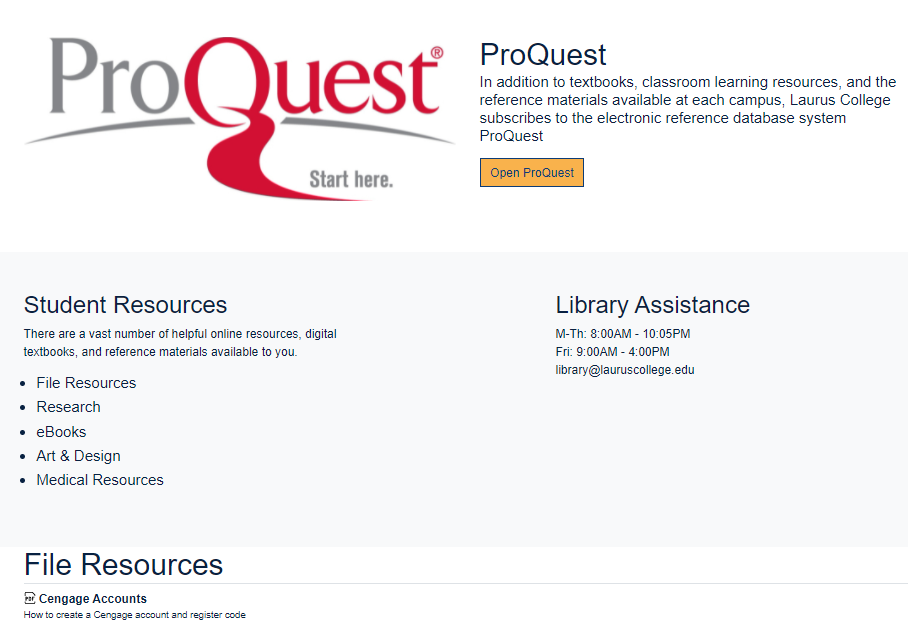 ProQuest®
Start here.
ProQuest
In addition to textbooks, classroom learning resources, and the
reference materials available at each campus, Laurus College
subscribes to the electronic reference database system
ProQuest
Open ProQuest
Student Resources
There are a vast number of helpful online resources, digital
textbooks, and reference materials available to you.
File Resources
Research
eBooks
Art & Design
Medical Resources
Library Assistance
M-Th: 8:00AM - 10:05PM
Fri: 9:00AM - 4:00PM
library@lauruscollege.edu
File Resources
PDF Cengage Accounts
How to create a Cengage account and register code